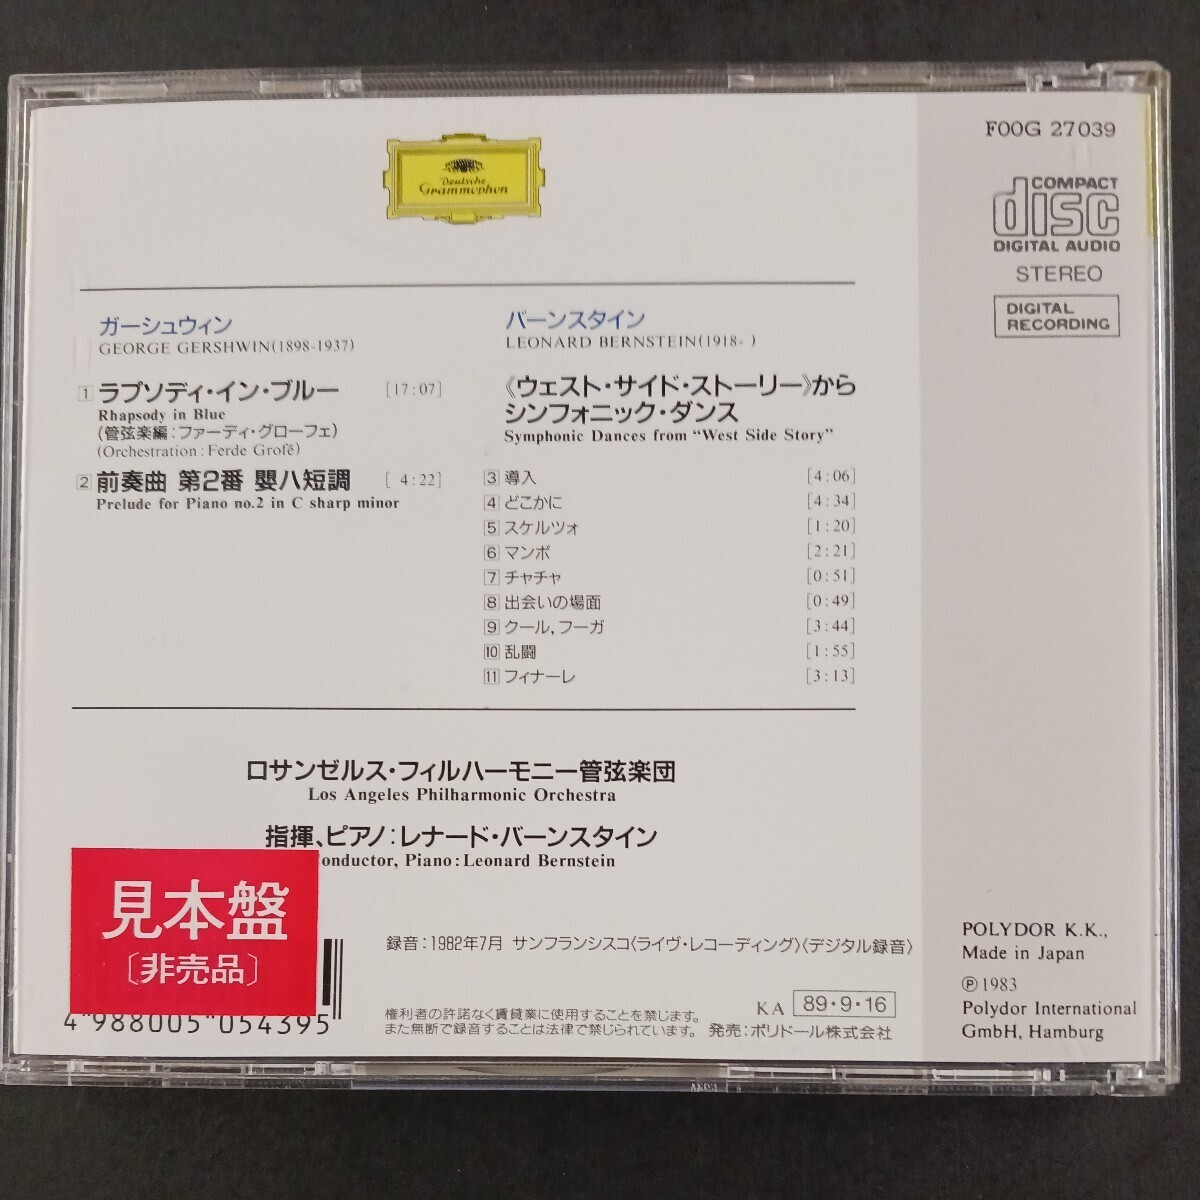 FOOG 27039
Deutsche
Grammophon
COMPACT
disc
DIGITAL AUDIO
STEREO
DIGITAL
RECORDING
ガーシュウィン
GEORGE GERSHWIN(1898-1937)
1 ラプソディ・イン・ブルー [17:07]
Rhapsody in Blue
(管弦楽編:ファーディ・グローフェ)
(Orchestration: Ferde Grofé)
2 前奏曲 第2番 嬰ハ短調 [4:22]
Prelude for Piano no.2 in C sharp minor
バーンスタイン
LEONARD BERNSTEIN(1918- )
《ウェスト・サイド・ストーリー》から
シンフォニック・ダンス
Symphonic Dances from “West Side Story”
3 導入 [4:06]
4 どこかに [4:34]
5 スケルツォ [1:20]
6 マンボ [2:21]
7 チャチャ [0:51]
8 出会いの場面 [0:49]
9 クール, フーガ [3:44]
10 乱闘 [1:55]
11 フィナーレ [3:13]
ロサンゼルス・フィルハーモニー管弦楽団
Los Angeles Philharmonic Orchestra
指揮、ピアノ:レナード・バーンスタイン
onductor, Piano: Leonard Bernstein
見本盤
〔非売品〕
4 988005 054395
録音:1982年7月 サンフランシスコ〈ライヴ・レコーディング〉〈デジタル録音〉
KA 89・9・16
権利者の許諾なく賃貸業に使用することを禁じます。
また無断で録音することは法律で禁じられています。 発売:ポリドール株式会社
POLYDOR K.K.,
Made in Japan
℗1983
Polydor International
GmbH, Hamburg